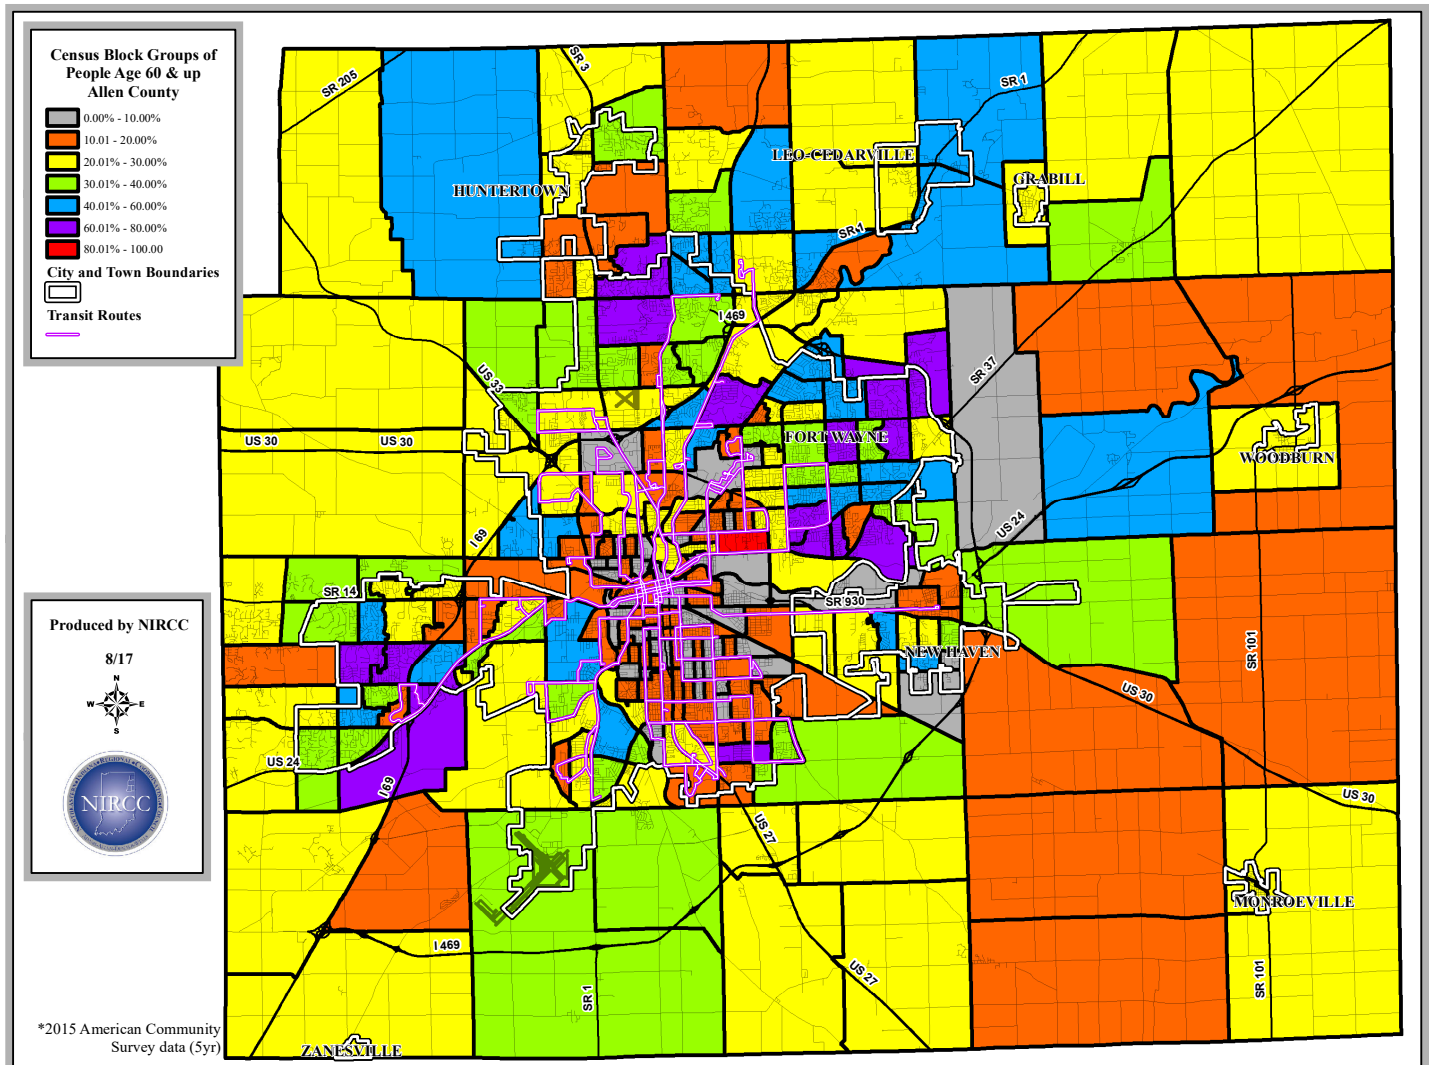 Census Block Groups of
People Age 60 & up
Allen County
0.00% - 10.00%
10.01 - 20.00%
20.01% - 30.00%
30.01% - 40.00%
40.01% - 60.00%
60.01% - 80.00%
80.01% - 100.00
City and Town Boundaries
Transit Routes
SR 205
SR 3
SR 1
LEO-CEDARVILLE
GRABILL
HUNTERTOWN
SR 1
I 469
US 33
SR 37
US 30
US 30
FORT WAYNE
WOODBURN
I 69
US 24
SR 14
SR 930
NEW HAVEN
SR 101
US 30
US 24
I 69
US 30
US 27
MONROEVILLE
I 469
US 27
SR 1
SR 101
ZANESVILLE
Produced by NIRCC
8/17
N
W
E
S
NIRCC
*2015 American Community
Survey data (5yr)